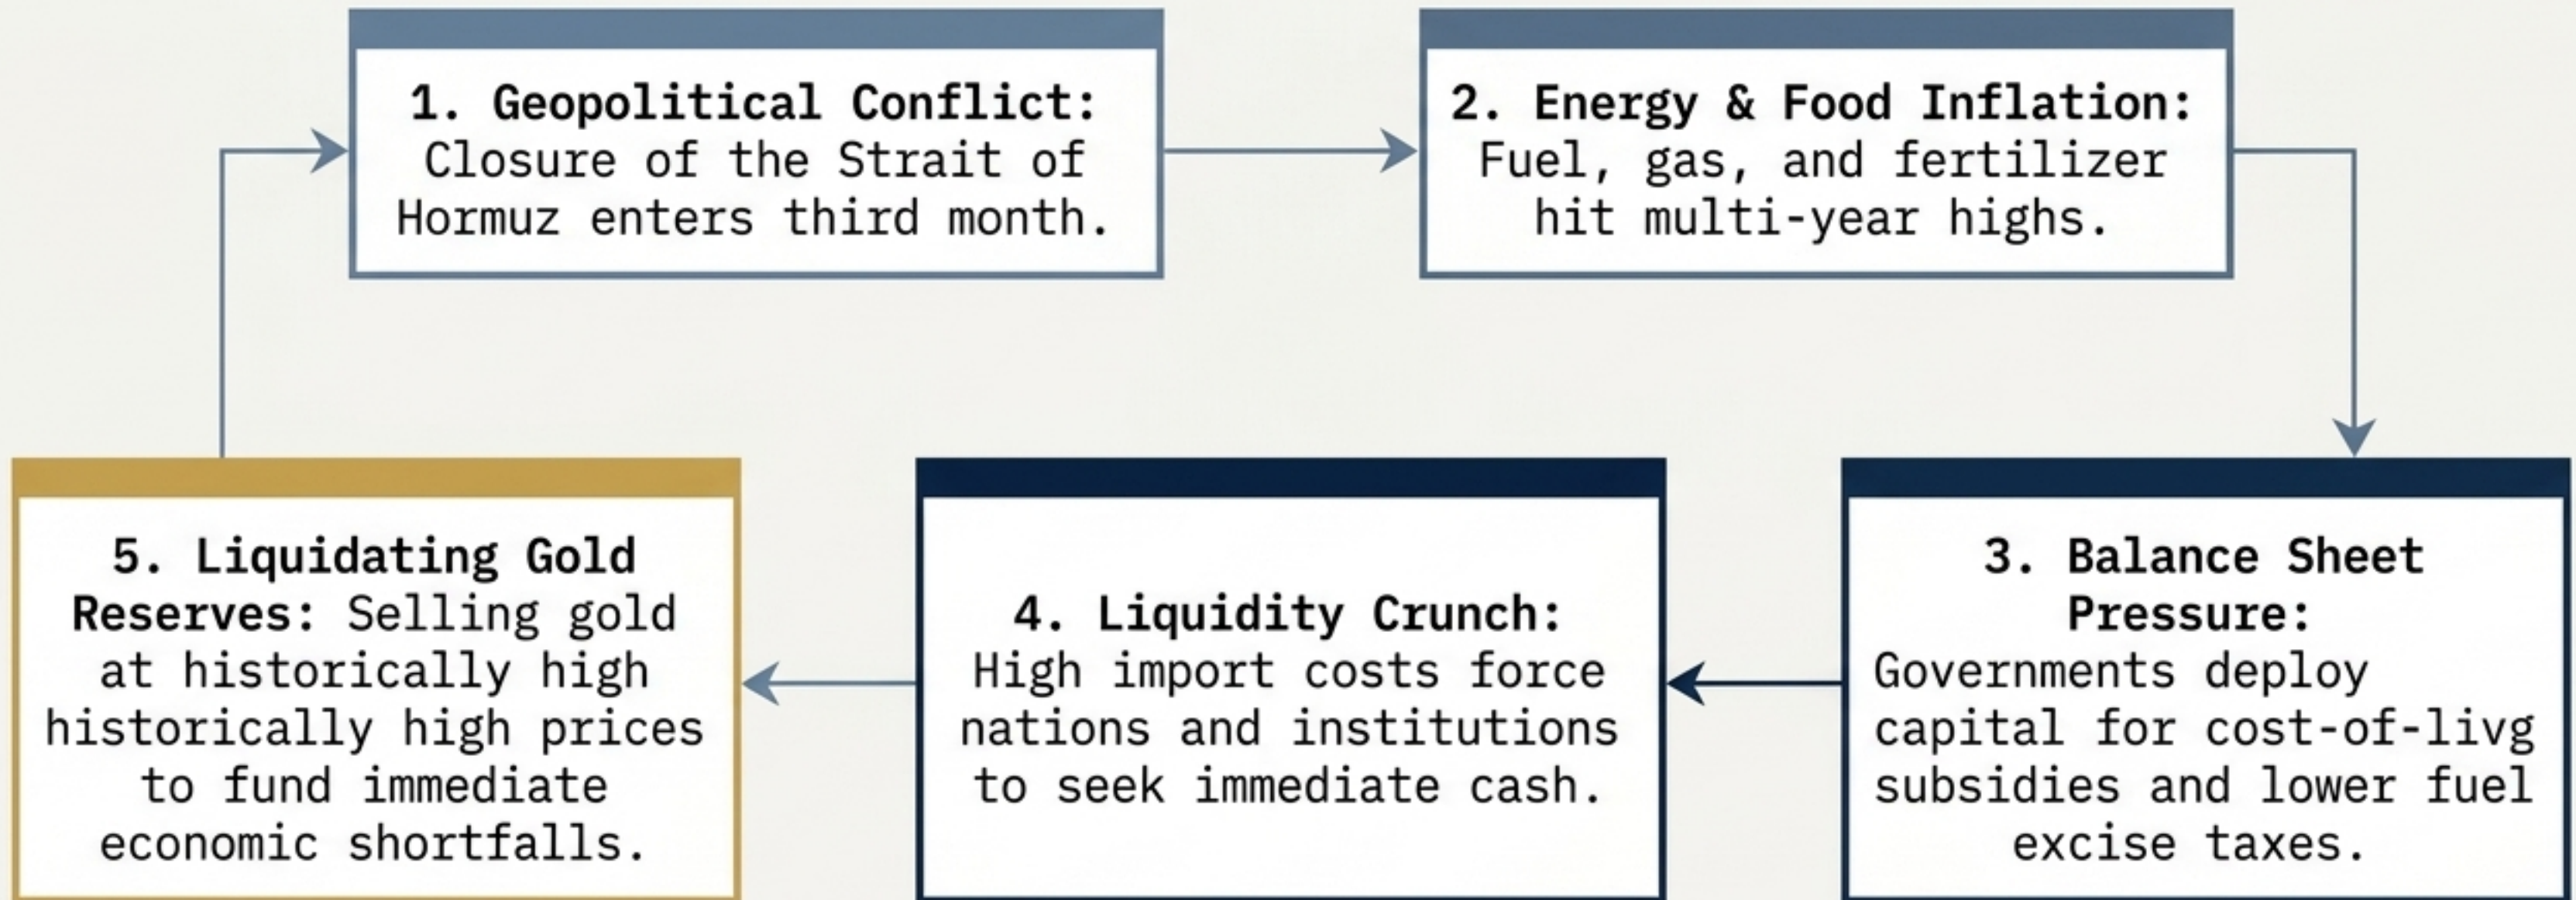 1. Geopolitical Conflict:
Closure of the Strait of
Hormuz enters third month.
2. Energy & Food Inflation:
Fuel, gas, and fertilizer
hit multi-year highs.
3. Balance Sheet
Pressure:
Governments deploy
capital for cost-of-livg
subsidies and lower fuel
excise taxes.
4. Liquidity Crunch:
High import costs force
nations and institutions
to seek immediate cash.
5. Liquidating Gold
Reserves: Selling gold
at historically high
historically high prices
to fund immediate
economic shortfalls.